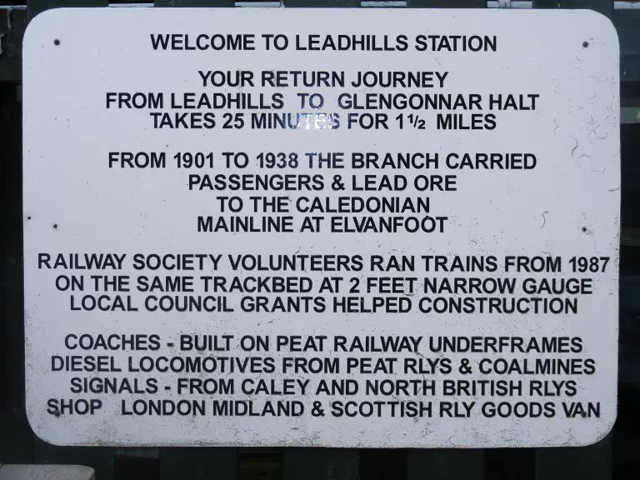 WELCOME TO LEADHILLS STATION
YOUR RETURN JOURNEY
FROM LEADHILLS TO GLENGONNAR HALT
TAKES 25 MINUTES FOR 1 1/2 MILES
FROM 1901 TO 1938 THE BRANCH CARRIED
PASSENGERS & LEAD ORE
TO THE CALEDONIAN
MAINLINE AT ELVANFOOT
RAILWAY SOCIETY VOLUNTEERS RAN TRAINS FROM 1987
ON THE SAME TRACKBED AT 2 FEET NARROW GAUGE
LOCAL COUNCIL GRANTS HELPED CONSTRUCTION
COACHES - BUILT ON PEAT RAILWAY UNDERFRAMES
DIESEL LOCOMOTIVES FROM PEAT RLYS & COALMINES
SIGNALS - FROM CALEY AND NORTH BRITISH RLYS
SHOP LONDON MIDLAND & SCOTTISH RLY GOODS VAN